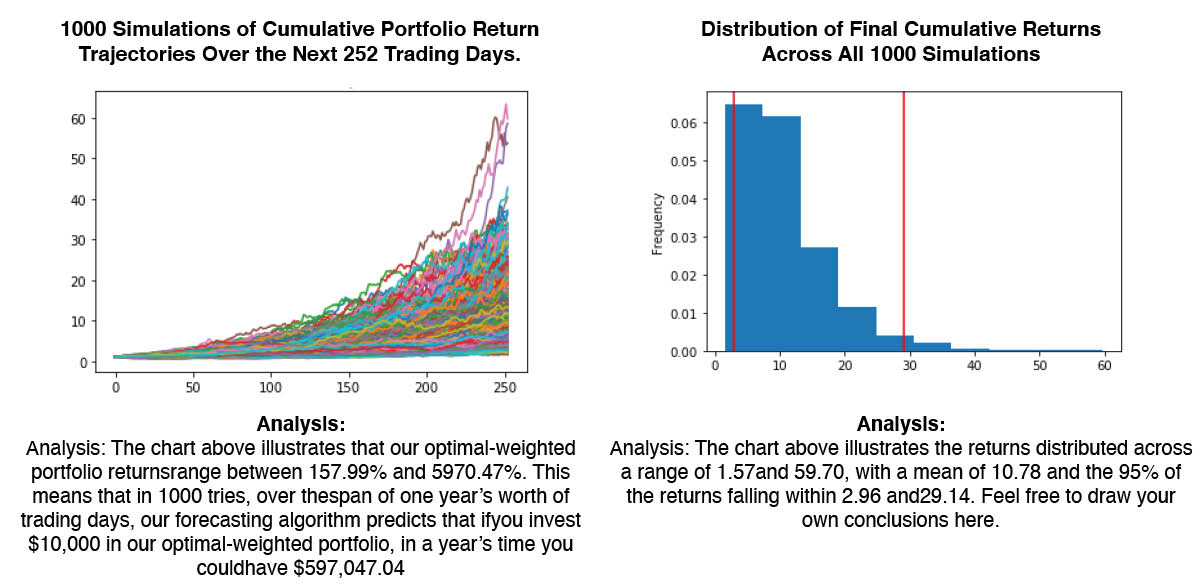 1000 Simulations of Cumulative Portfolio Return
Trajectories Over the Next 252 Trading Days.
60
50
40
30
20
10
0
0 50 100 150 200 250
Analysis:
Analysis: The chart above illustrates that our optimal-weighted
portfolio returnsrange between 157.99% and 5970.47%. This
means that in 1000 tries, over thespan of one year's worth of
trading days, our forecasting algorithm predicts that ifyou invest
$10,000 in our optimal-weighted portfolio, in a year's time you
couldhave $597,047.04
Distribution of Final Cumulative Returns
Across All 1000 Simulations
Frequency
0.06
0.05
0.04
0.03
0.02
0.01
0.00
0 10 20 30 40 50 60
Analysis:
Analysis: The chart above illustrates the returns distributed across
a range of 1.57and 59.70, with a mean of 10.78 and the 95% of
the returns falling within 2.96 and29.14. Feel free to draw your
own conclusions here.